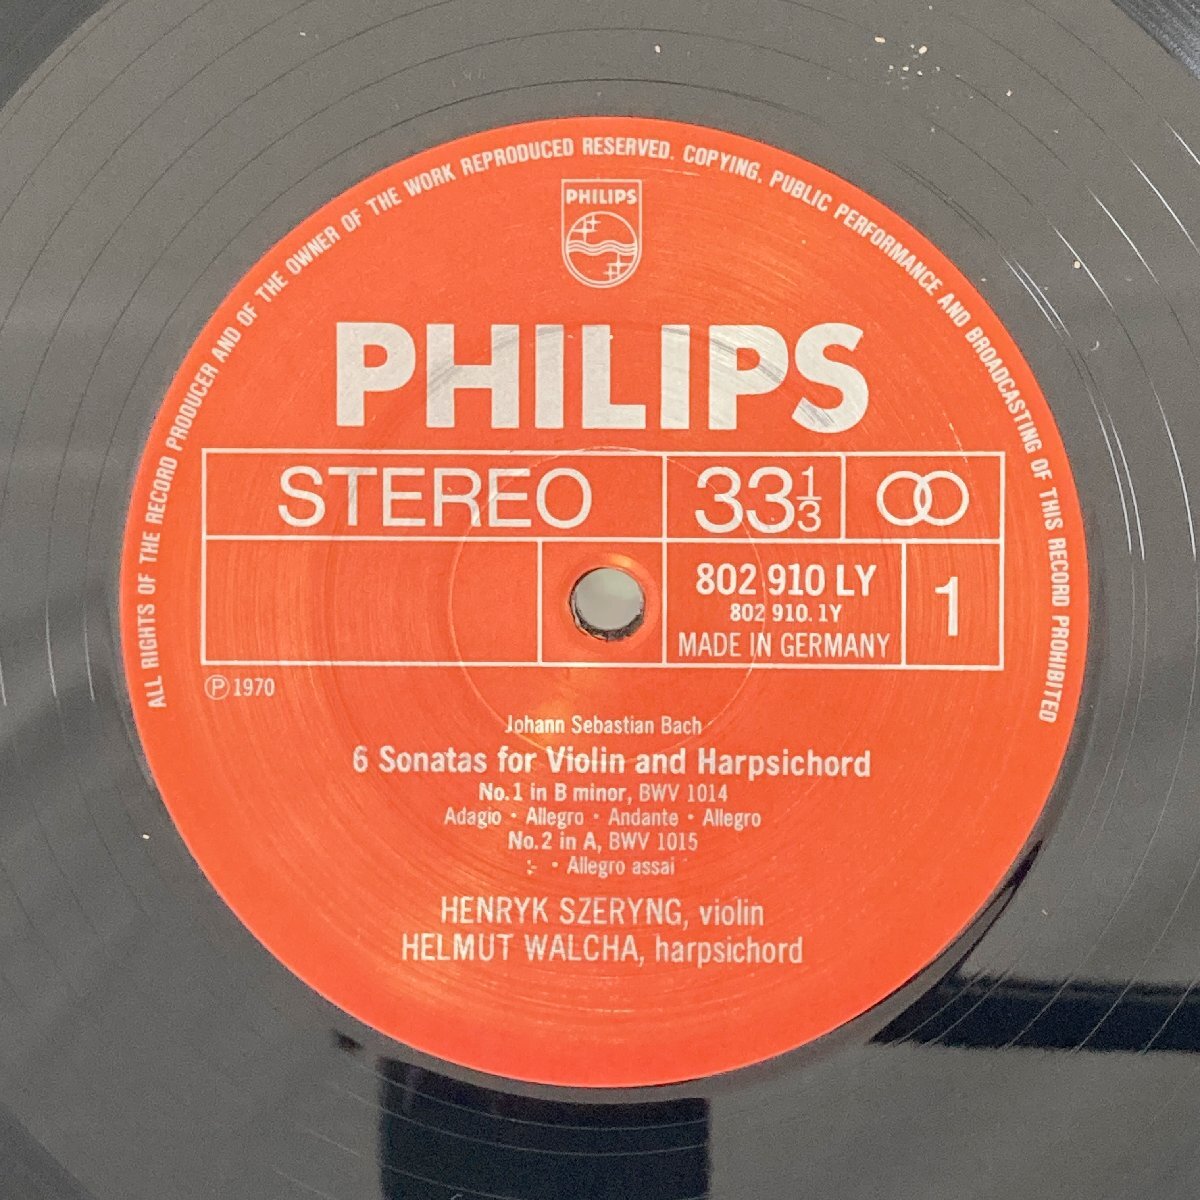 ALL RIGHTS OF THE RECORD PRODUCER AND OF THE OWNER OF THE WORK REPRODUCED RESERVED. COPYING, PUBLIC PERFORMANCE AND BROADCASTING OF THIS RECORD PROHIBITED
PHILIPS
PHILIPS
STEREO
33 1/3
802 910 LY
802 910. 1Y
MADE IN GERMANY
1
℗ 1970
Johann Sebastian Bach
6 Sonatas for Violin and Harpsichord
No. 1 in B minor, BWV 1014
Adagio · Allegro · Andante · Allegro
No. 2 in A, BWV 1015
· Allegro assai
HENRYK SZERYNG, violin
HELMUT WALCHA, harpsichord